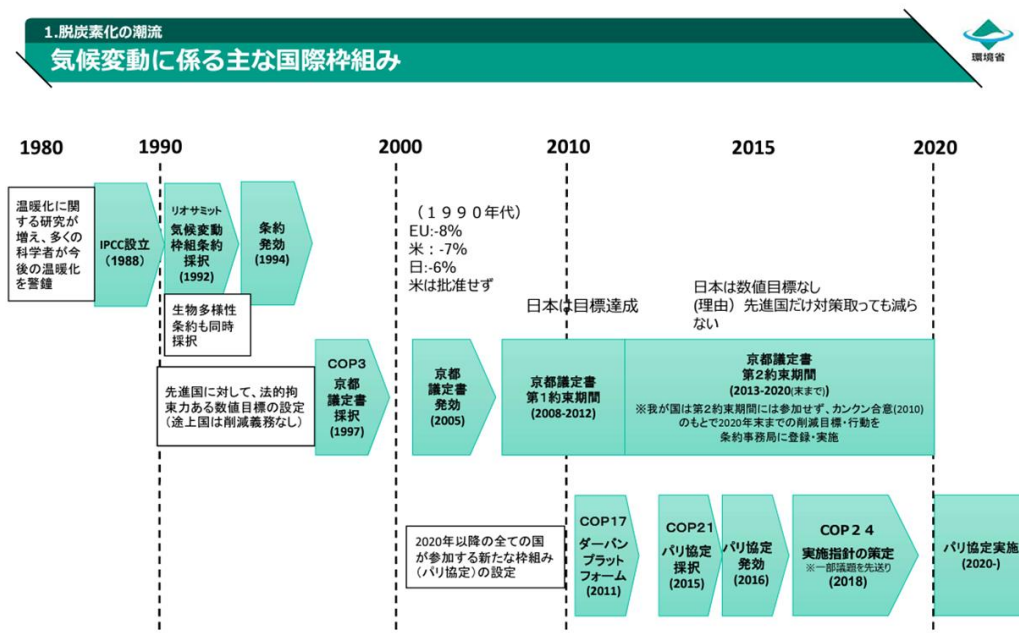 1.脱炭素化の潮流
気候変動に係る主な国際枠組み
環境省
1980
1990
2000
2010
2015
2020
温暖化に関
する研究が
増え、多くの
科学者が今
後の温暖化
を警鐘
IPCC設立
(1988)
リオサミット
気候変動
枠組条約
採択
(1992)
条約
発効
(1994)
生物多様性
条約も同時
採択
(１９９０年代)
EU:-8%
米：-7%
日:-6%
米は批准せず
日本は目標達成
日本は数値目標なし
(理由）先進国だけ対策取っても減ら
ない
先進国に対して、法的拘
束力ある数値目標の設定
(途上国は削減義務なし)
COP3
京都
議定書
採択
(1997)
京都
議定書
発効
(2005)
京都議定書
第1約束期間
(2008-2012)
京都議定書
第2約束期間
(2013-2020(末まで)
※我が国は第２約束期間には参加せず、カンクン合意(2010)
のもとで2020年末までの削減目標・行動を
条約事務局に登録・実施
2020年以降の全ての国
が参加する新たな枠組み
(パリ協定)の設定
COP17
ダーバン
プラット
フォーム
(2011)
COP21
パリ協定
採択
(2015)
パリ協定
発効
(2016)
COP２４
実施指針の策定
※一部議題を先送り
(2018)
パリ協定実施
(2020-)